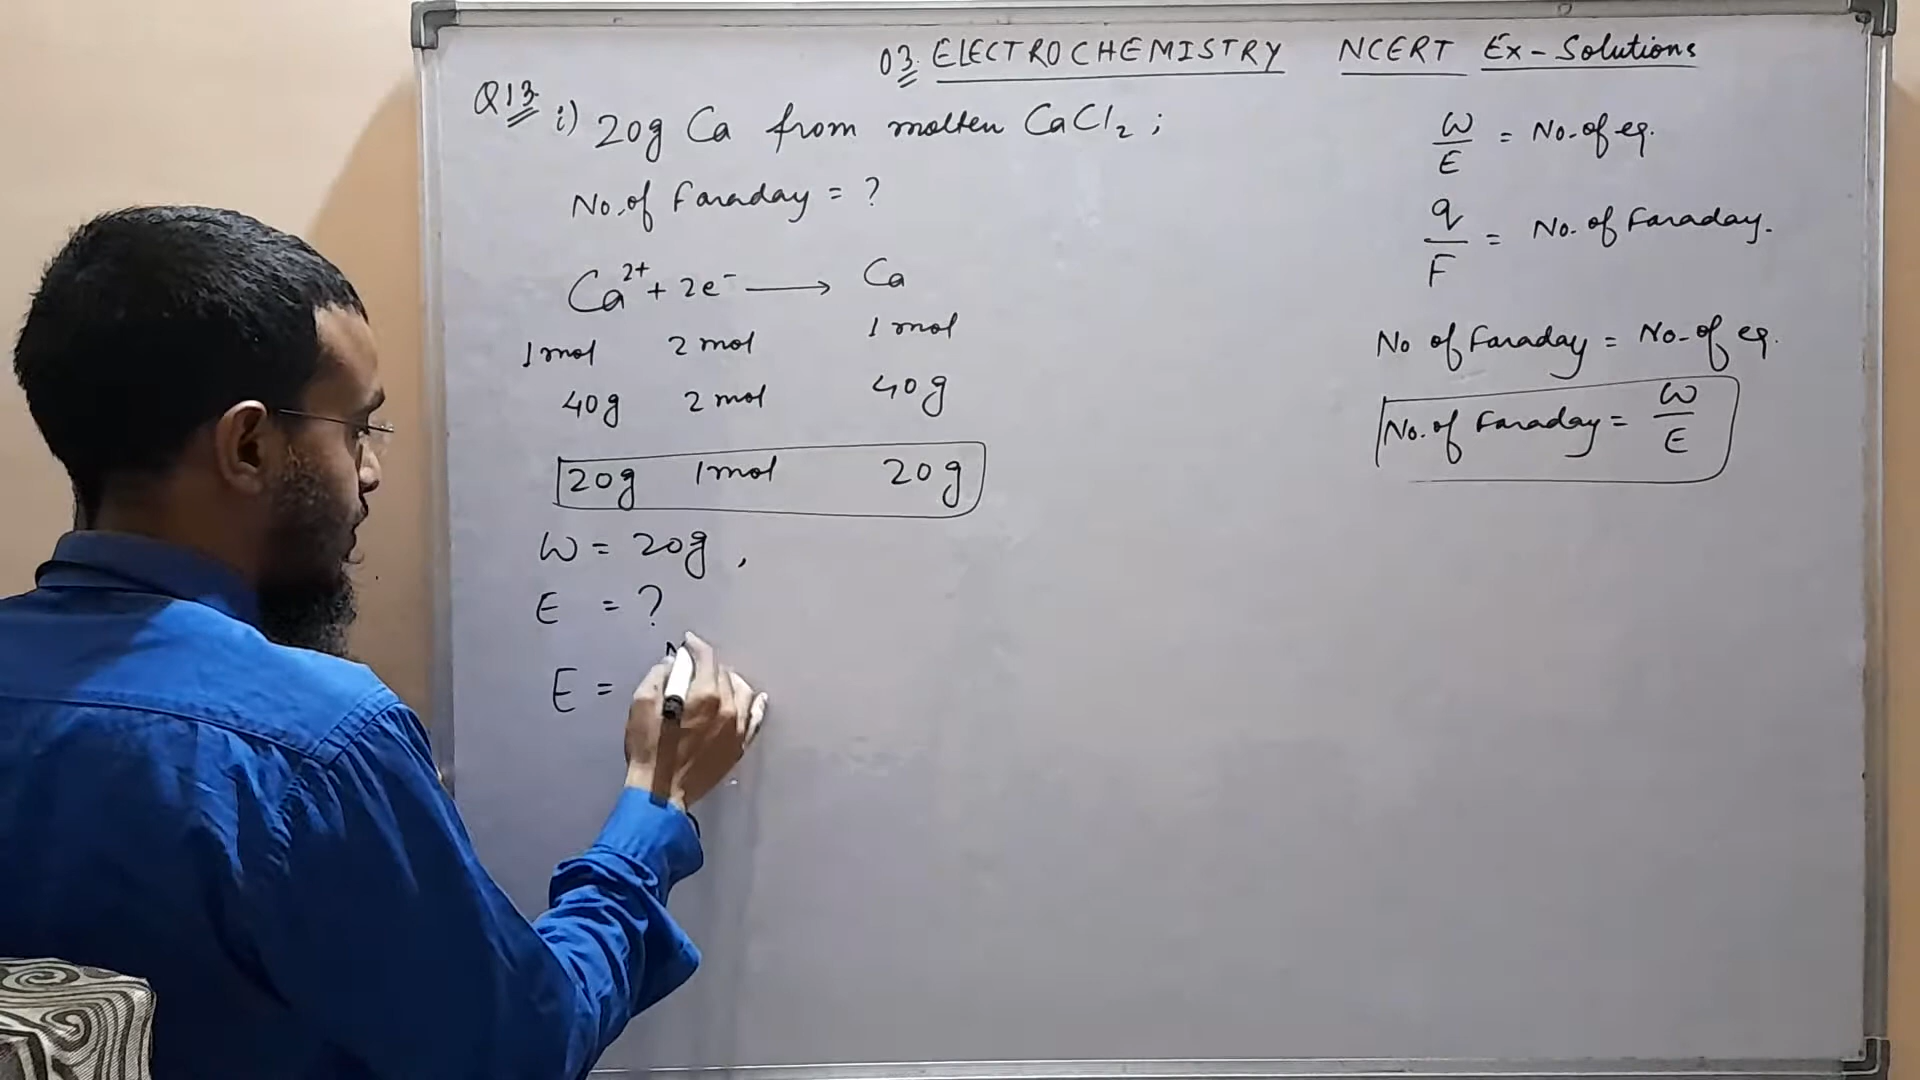 03. ELECTROCHEMISTRY NCERT Ex-Solutions
Q13. i) 20g Ca from molten CaCl₂ ;
No. of Faraday = ?
Ca²⁺ + 2e⁻ ⟶ Ca
1 mol 2 mol 1 mol
40g 2 mol 40g
20g 1mol 20g
W = 20g ,
E = ?
E =
W/E = No. of eq.
q/F = No. of Faraday.
No of Faraday = No. of eq.
No. of Faraday = W/E